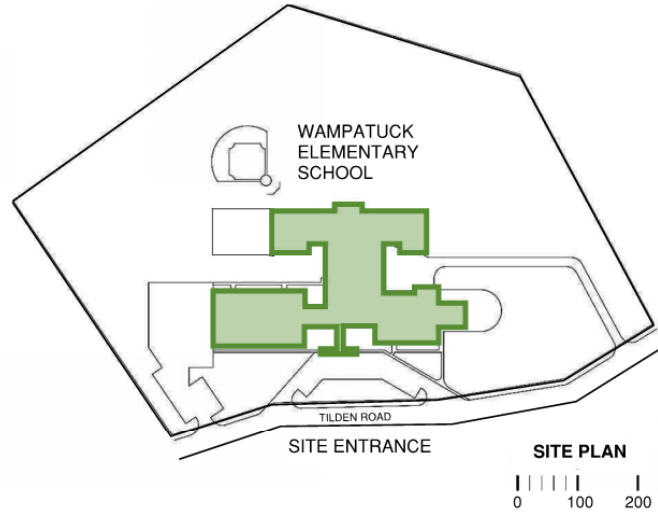 WAMPATUCK
ELEMENTARY
SCHOOL
TILDEN ROAD
SITE ENTRANCE
SITE PLAN
0 100 200